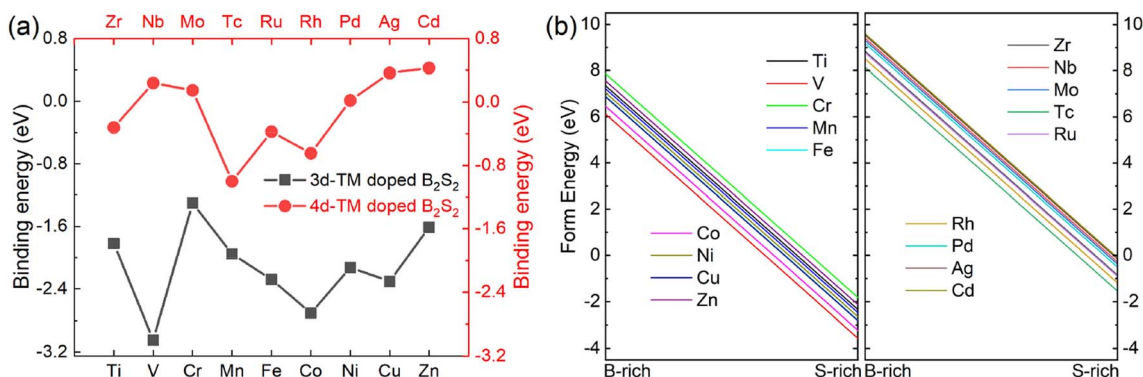 (a)
Zr Nb Mo Tc Ru Rh Pd Ag Cd
0.8
0.0
-0.8
-1.6
-2.4
-3.2
Binding energy (eV)
3d-TM doped B₂S₂
4d-TM doped B₂S₂
0.8
0.0
-0.8
-1.6
-2.4
-3.2
Binding energy (eV)
Ti V Cr Mn Fe Co Ni Cu Zn
(b)
10
8
6
4
2
0
-2
-4
Form Energy (eV)
Ti
V
Cr
Mn
Fe
Co
Ni
Cu
Zn
B-rich S-rich
Zr
Nb
Mo
Tc
Ru
Rh
Pd
Ag
Cd
10
8
6
4
2
0
-2
-4
B-rich S-rich